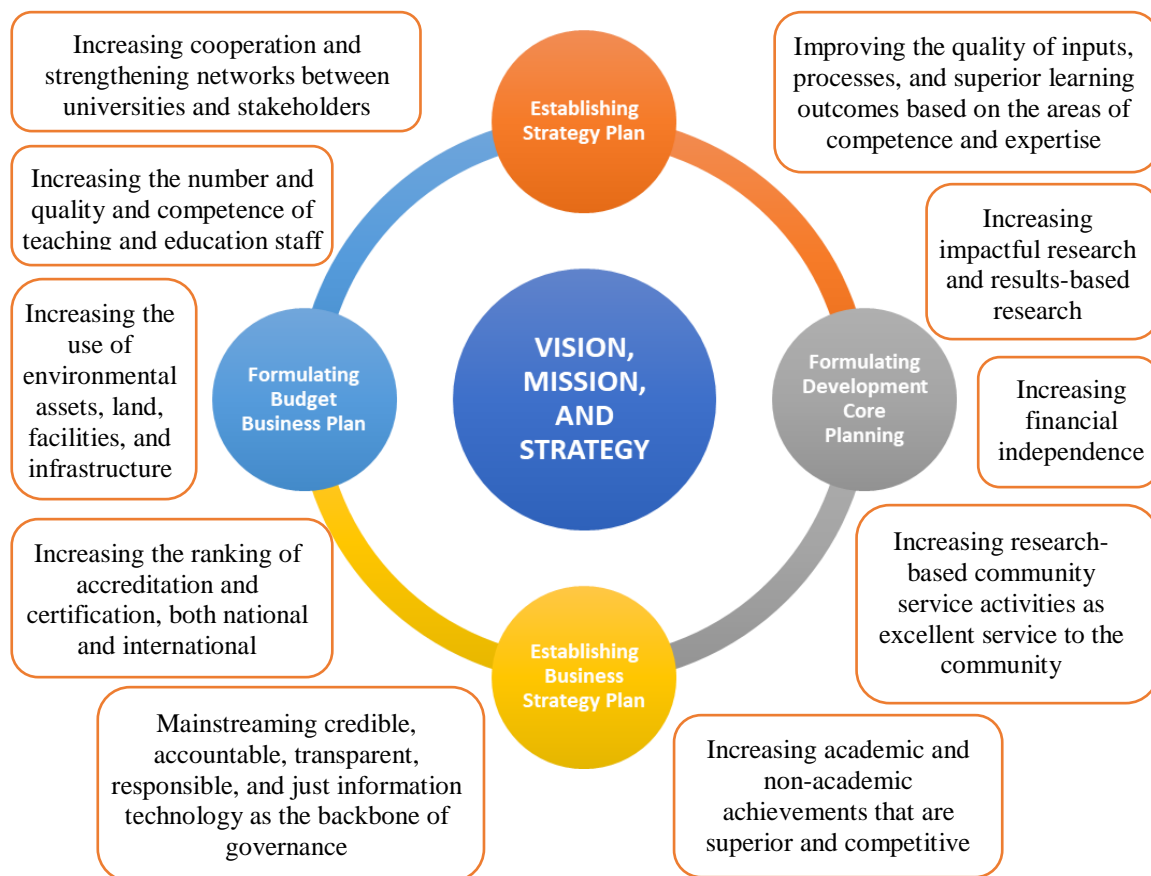 Increasing cooperation and
strengthening networks between
universities and stakeholders
Establishing
Strategy Plan
Improving the quality of inputs,
processes, and superior learning
outcomes based on the areas of
competence and expertise
Increasing the number and
quality and competence of
teaching and education staff
Increasing
impactful research
and results-based
research
Increasing the
use of
environmental
assets, land,
facilities, and
infrastructure
Formulating
Budget
Business Plan
VISION,
MISSION,
AND
STRATEGY
Formulating
Development
Core
Planning
Increasing
financial
independence
Increasing the ranking of
accreditation and
certification, both national
and international
Increasing research-
based community
service activities as
excellent service to the
community
Establishing
Business
Strategy Plan
Mainstreaming credible,
accountable, transparent,
responsible, and just information
technology as the backbone of
governance
Increasing academic and
non-academic
achievements that are
superior and competitive